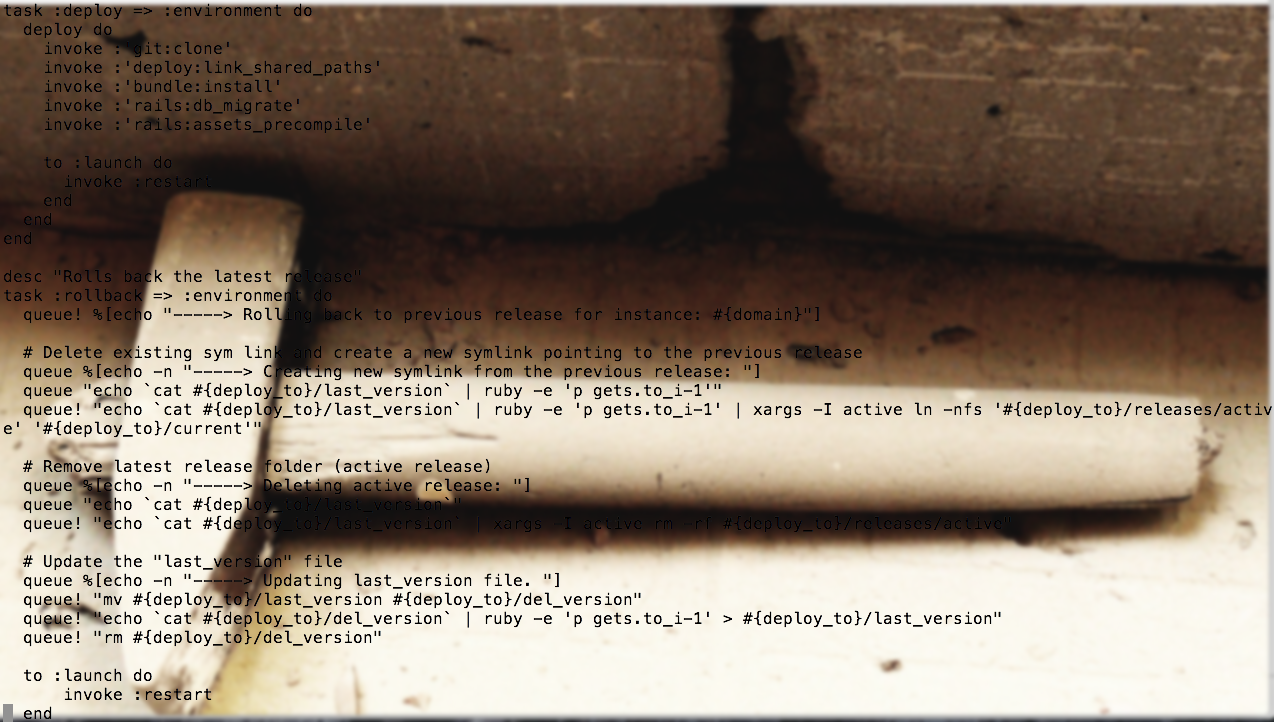 task :deploy => :environment do
  deploy do
    invoke :'git:clone'
    invoke :'deploy:link_shared_paths'
    invoke :'bundle:install'
    invoke :'rails:db_migrate'
    invoke :'rails:assets_precompile'

    to :launch do
      invoke :restart
    end
  end
end

desc "Rolls back the latest release"
task :rollback => :environment do
  queue! %[echo "-----> Rolling back to previous release for instance: #{domain}"]

  # Delete existing sym link and create a new symlink pointing to the previous release
  queue %[echo -n "-----> Creating new symlink from the previous release: "]
  queue "echo `cat #{deploy_to}/last_version` | ruby -e 'p gets.to_i-1'"
  queue! "echo `cat #{deploy_to}/last_version` | ruby -e 'p gets.to_i-1' | xargs -I active ln -nfs '#{deploy_to}/releases/activ
e' '#{deploy_to}/current'"

  # Remove latest release folder (active release)
  queue %[echo -n "-----> Deleting active release: "]
  queue "echo `cat #{deploy_to}/last_version`"
  queue! "echo `cat #{deploy_to}/last_version` | xargs -I active rm -rf #{deploy_to}/releases/active"

  # Update the "last_version" file
  queue %[echo -n "-----> Updating last_version file. "]
  queue! "mv #{deploy_to}/last_version #{deploy_to}/del_version"
  queue! "echo `cat #{deploy_to}/del_version` | ruby -e 'p gets.to_i-1' > #{deploy_to}/last_version"
  queue! "rm #{deploy_to}/del_version"

  to :launch do
      invoke :restart
  end